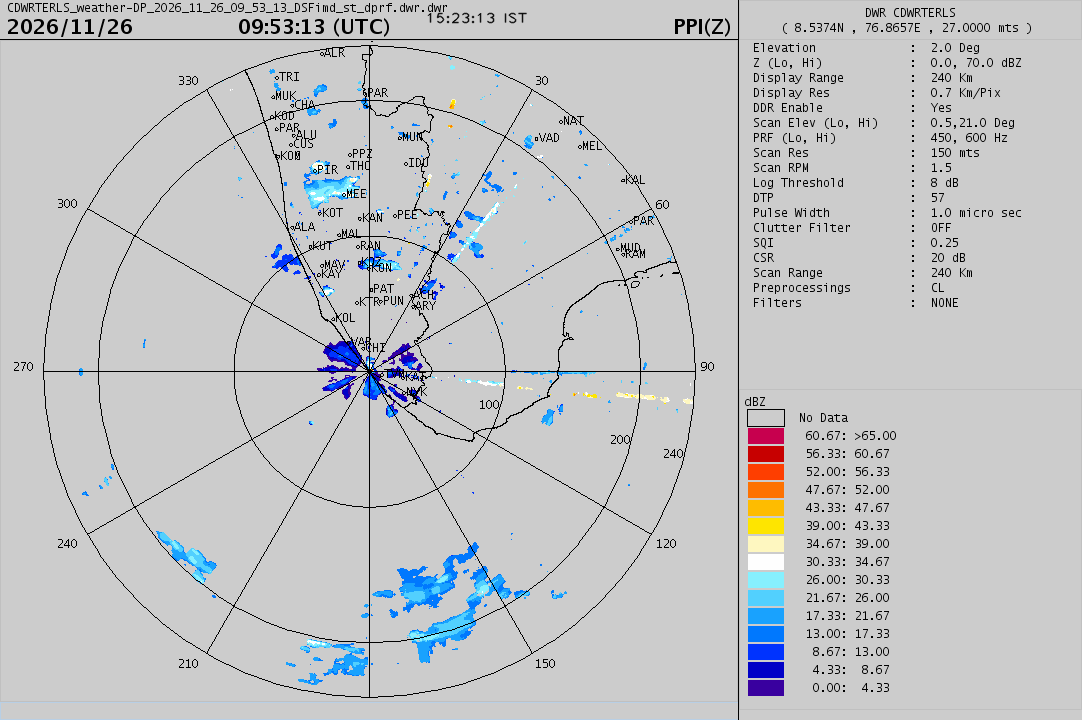 CDWRTERLS_weather-DP_2026_11_26_09_53_13_DSFimd_st_dprf.dwr.dwr
15:23:13 IST
2026/11/26 09:53:13 (UTC) PPI(Z)
DWR CDWRTERLS
( 8.5374N , 76.8657E , 27.0000 mts )
Elevation : 2.0 Deg
Z (Lo, Hi) : 0.0, 70.0 dBZ
Display Range : 240 Km
Display Res : 0.7 Km/Pix
DDR Enable : Yes
Scan Elev (Lo, Hi) : 0.5,21.0 Deg
PRF (Lo, Hi) : 450, 600 Hz
Scan Res : 150 mts
Scan RPM : 1.5
Log Threshold : 8 dB
DTP : 57
Pulse Width : 1.0 micro sec
Clutter Filter : OFF
SQI : 0.25
CSR : 20 dB
Scan Range : 240 Km
Preprocessings : CL
Filters : NONE
dBZ
No Data
60.67: >65.00
56.33: 60.67
52.00: 56.33
47.67: 52.00
43.33: 47.67
39.00: 43.33
34.67: 39.00
30.33: 34.67
26.00: 30.33
21.67: 26.00
17.33: 21.67
13.00: 17.33
8.67: 13.00
4.33: 8.67
0.00: 4.33
ALR
TRI
330
30
MUK
PAR
CHA
KOD
NAT
PAR
ALU
MUN
VAD
CUS
MEL
PPZ
IDU
THO
PIR
KAL
MEE
300
60
KOT
KAN
PEE
PAR
ALA
MAL
KUT
RAN
MUD
RAM
MAV
KON
KAY
PAT
ACH
KTR
PUN
ARY
KOL
VAR
CHI
270
90
NYK
100
200
240
240
120
210
150